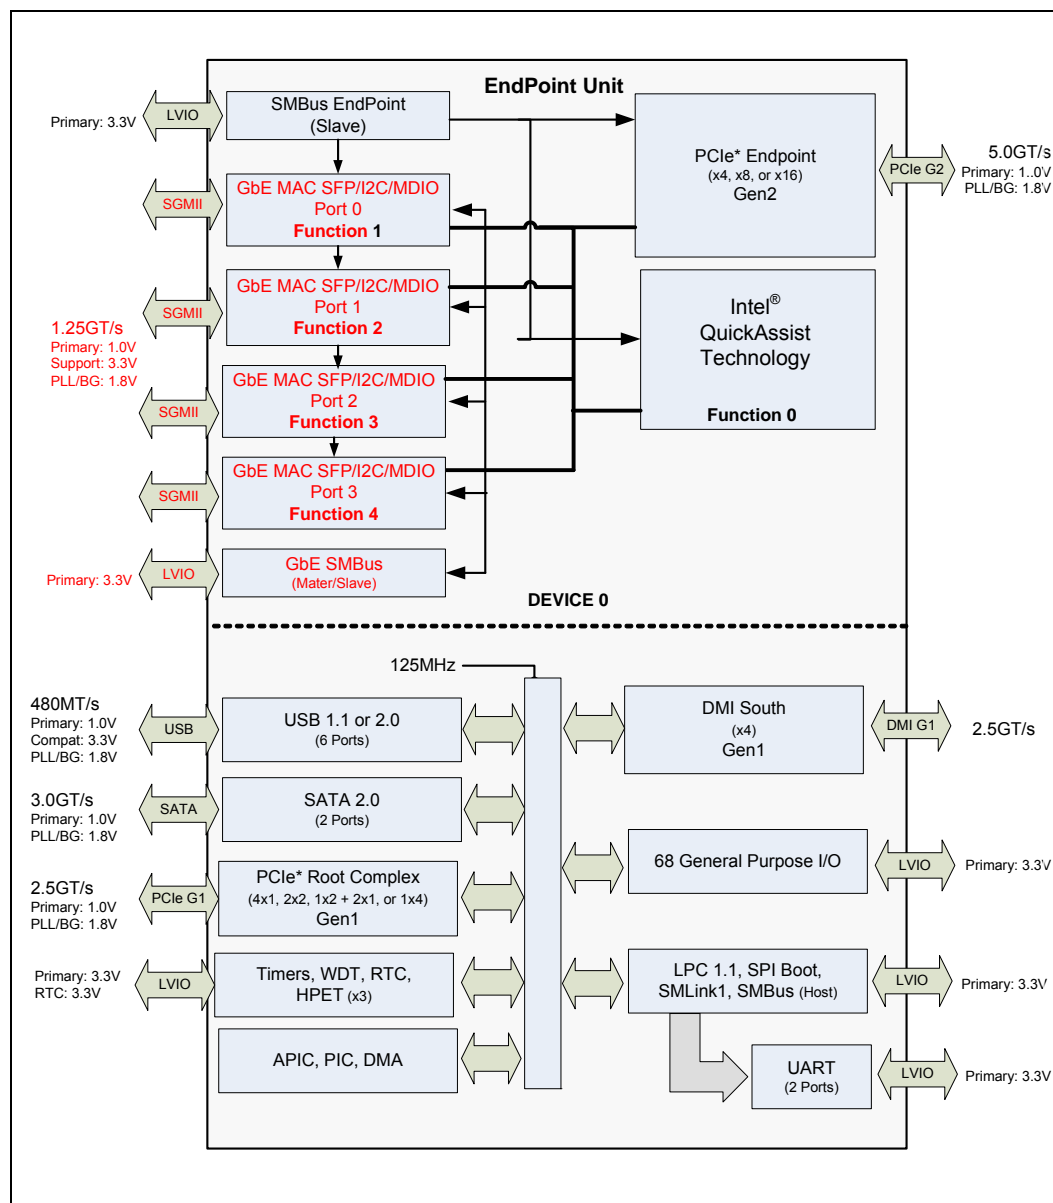 EndPoint Unit
Primary: 3.3V
LVIO
SMBus EndPoint
(Slave)
PCIe* Endpoint
(x4, x8, or x16)
Gen2
PCIe G2
5.0GT/s
Primary: 1..0V
PLL/BG: 1.8V
SGMII
GbE MAC SFP/I2C/MDIO
Port 0
Function 1
SGMII
GbE MAC SFP/I2C/MDIO
Port 1
Function 2
1.25GT/s
Primary: 1.0V
Support: 3.3V
PLL/BG: 1.8V
Intel®
QuickAssist
Technology
Function 0
SGMII
GbE MAC SFP/I2C/MDIO
Port 2
Function 3
SGMII
GbE MAC SFP/I2C/MDIO
Port 3
Function 4
Primary: 3.3V
LVIO
GbE SMBus
(Mater/Slave)
DEVICE 0
125MHz
480MT/s
Primary: 1.0V
Compat: 3.3V
PLL/BG: 1.8V
USB
USB 1.1 or 2.0
(6 Ports)
DMI South
(x4)
Gen1
DMI G1
2.5GT/s
3.0GT/s
Primary: 1.0V
PLL/BG: 1.8V
SATA
SATA 2.0
(2 Ports)
68 General Purpose I/O
LVIO
Primary: 3.3V
2.5GT/s
Primary: 1.0V
PLL/BG: 1.8V
PCIe G1
PCIe* Root Complex
(4x1, 2x2, 1x2 + 2x1, or 1x4)
Gen1
Primary: 3.3V
RTC: 3.3V
LVIO
Timers, WDT, RTC,
HPET (x3)
LPC 1.1, SPI Boot,
SMLink1, SMBus (Host)
LVIO
Primary: 3.3V
APIC, PIC, DMA
UART
(2 Ports)
LVIO
Primary: 3.3V